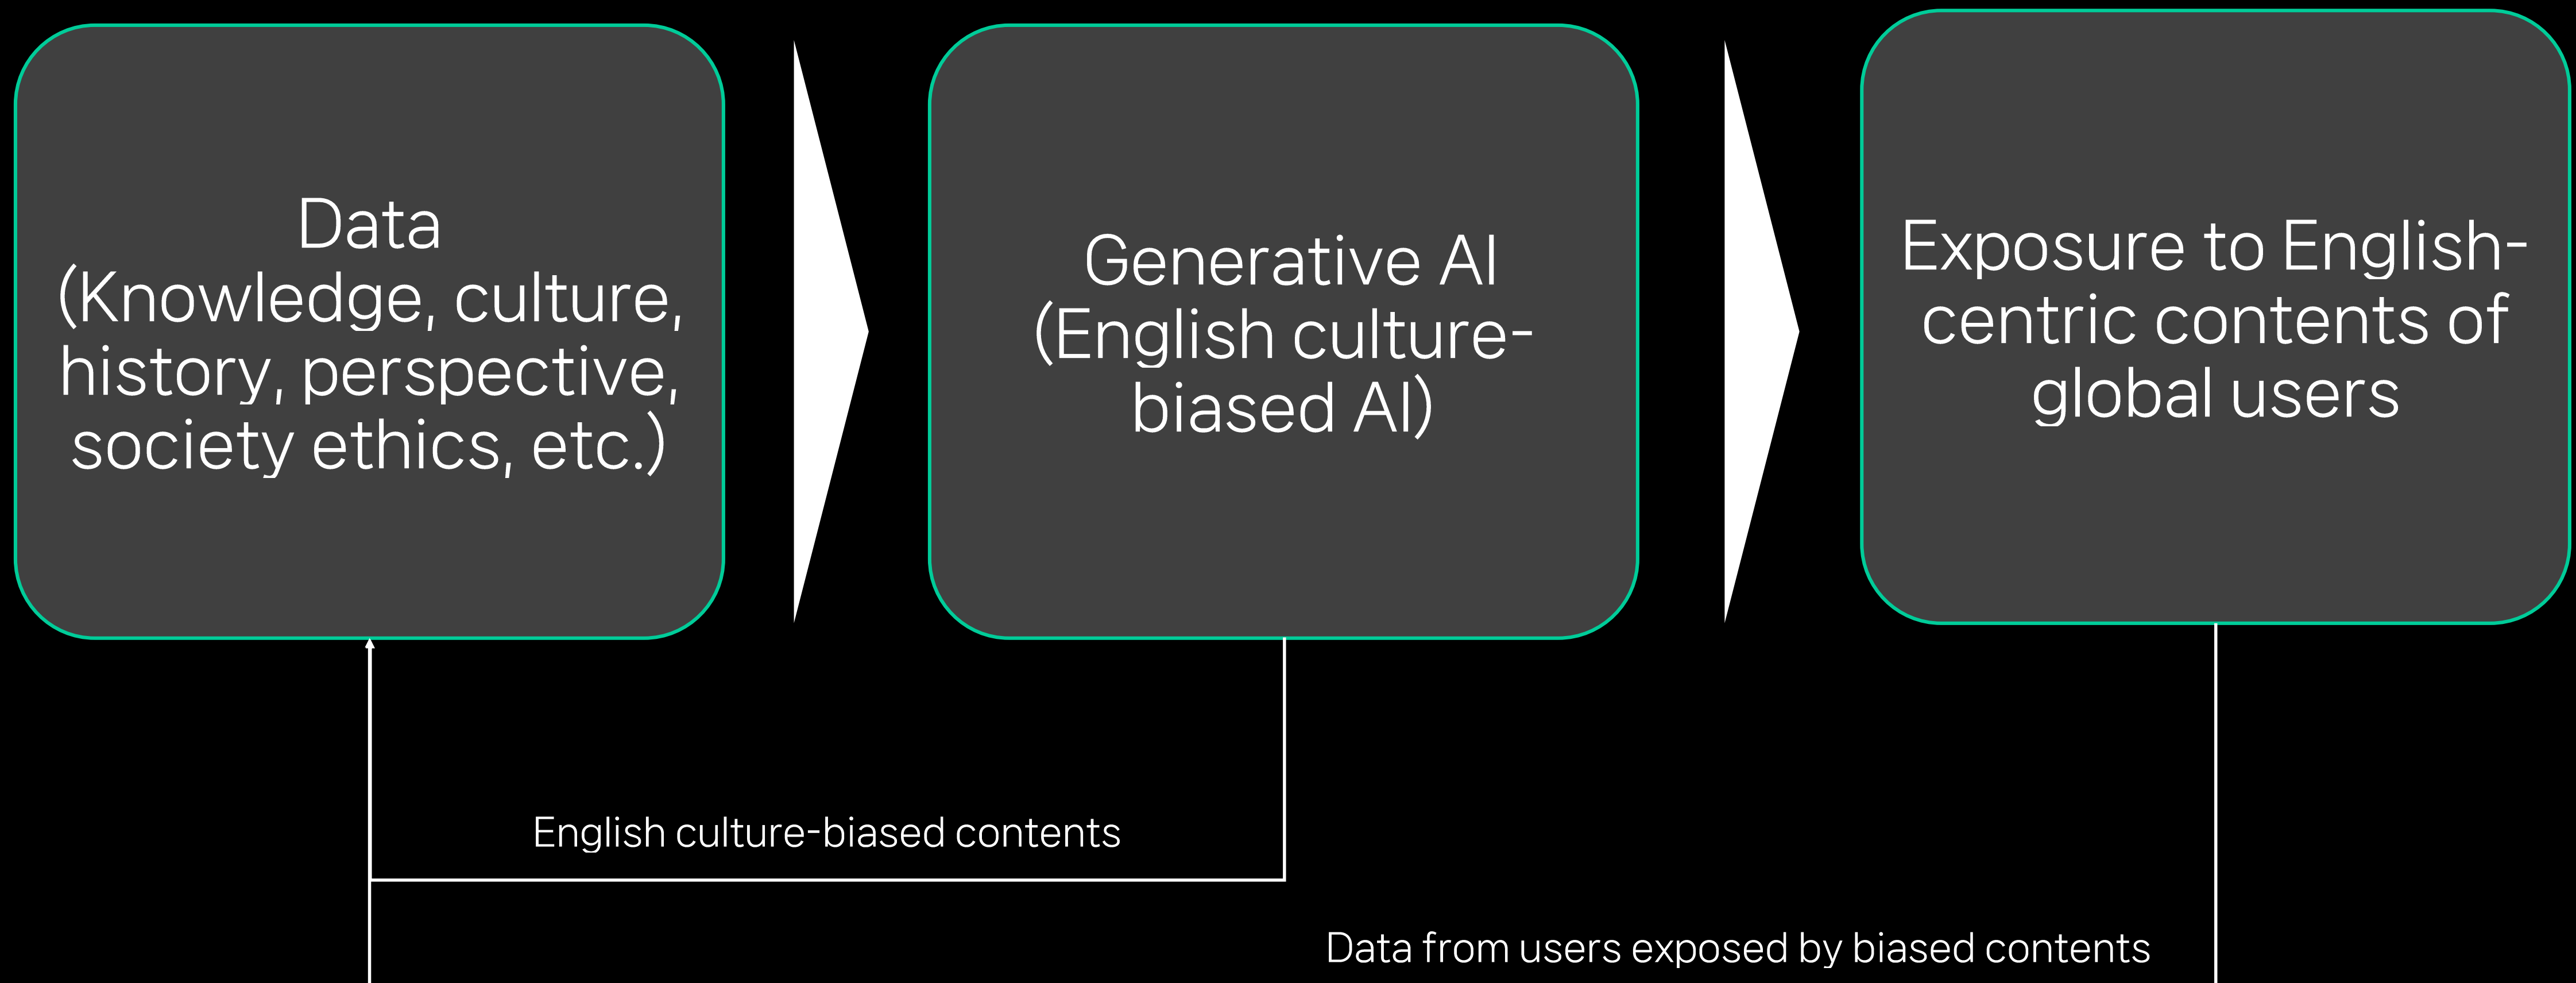 Data
(Knowledge, culture,
history, perspective,
society ethics, etc.)
Generative AI
(English culture-
biased AI)
Exposure to English-
centric contents of
global users
English culture-biased contents
Data from users exposed by biased contents